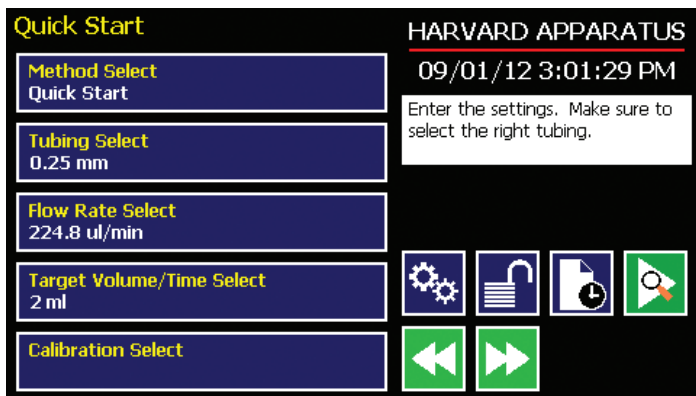 Quick Start
Method Select
Quick Start
Tubing Select
0.25 mm
Flow Rate Select
224.8 ul/min
Target Volume/Time Select
2 ml
Calibration Select
HARVARD APPARATUS
09/01/12 3:01:29 PM
Enter the settings. Make sure to
select the right tubing.